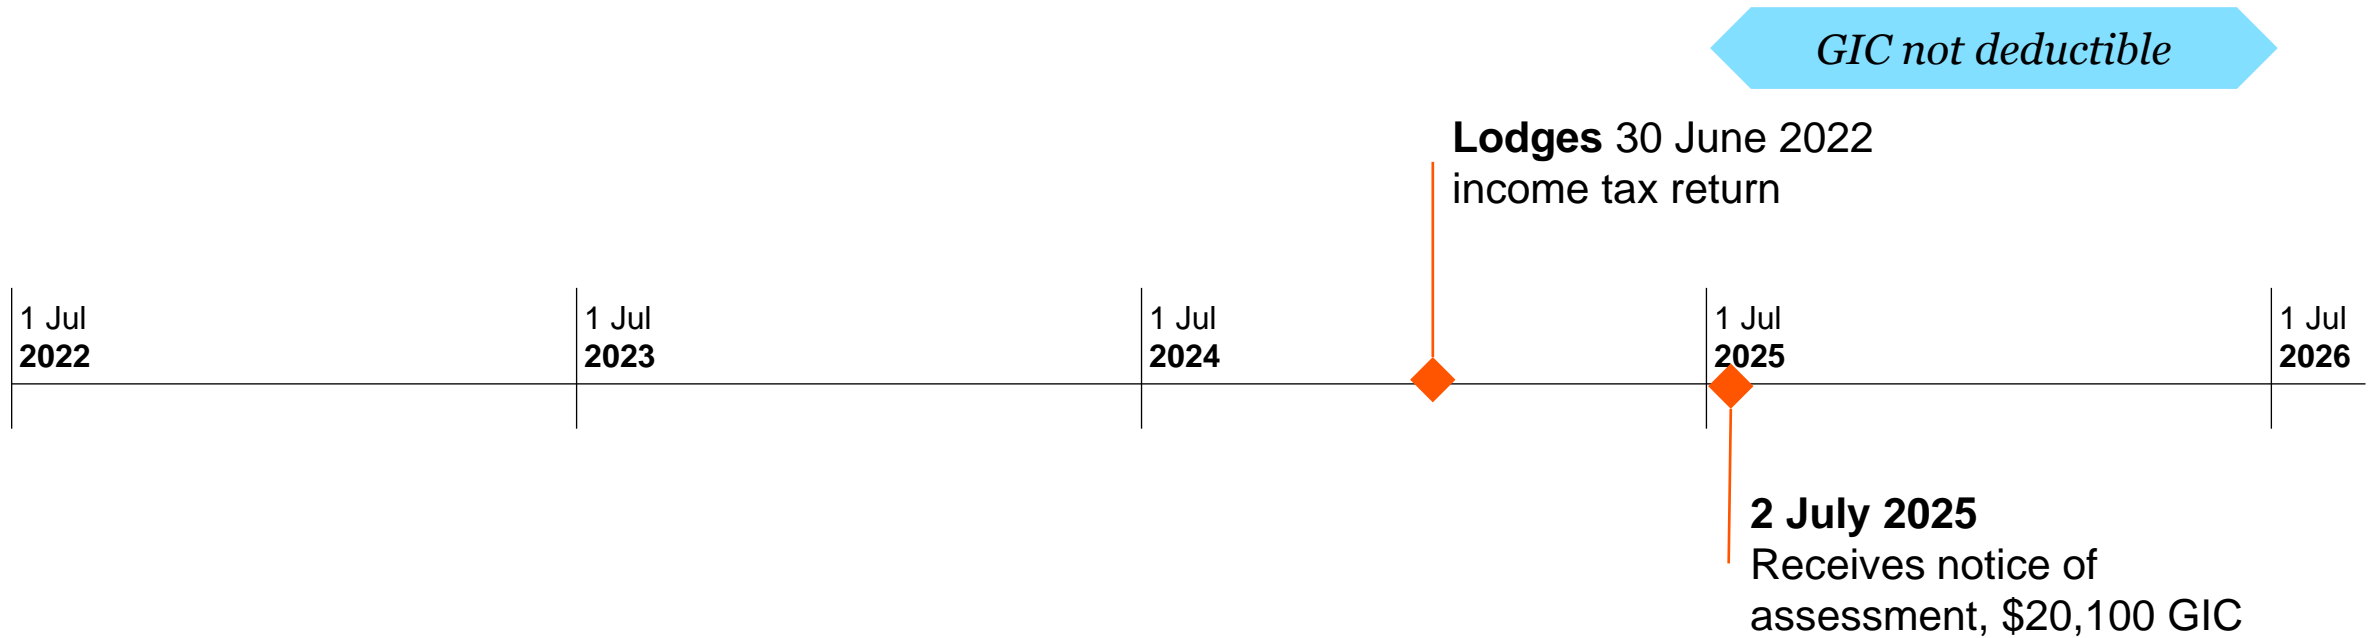 GIC not deductible
Lodges 30 June 2022
income tax return
1 Jul
2022
1 Jul
2023
1 Jul
2024
1 Jul
2025
1 Jul
2026
2 July 2025
Receives notice of
assessment, $20,100 GIC